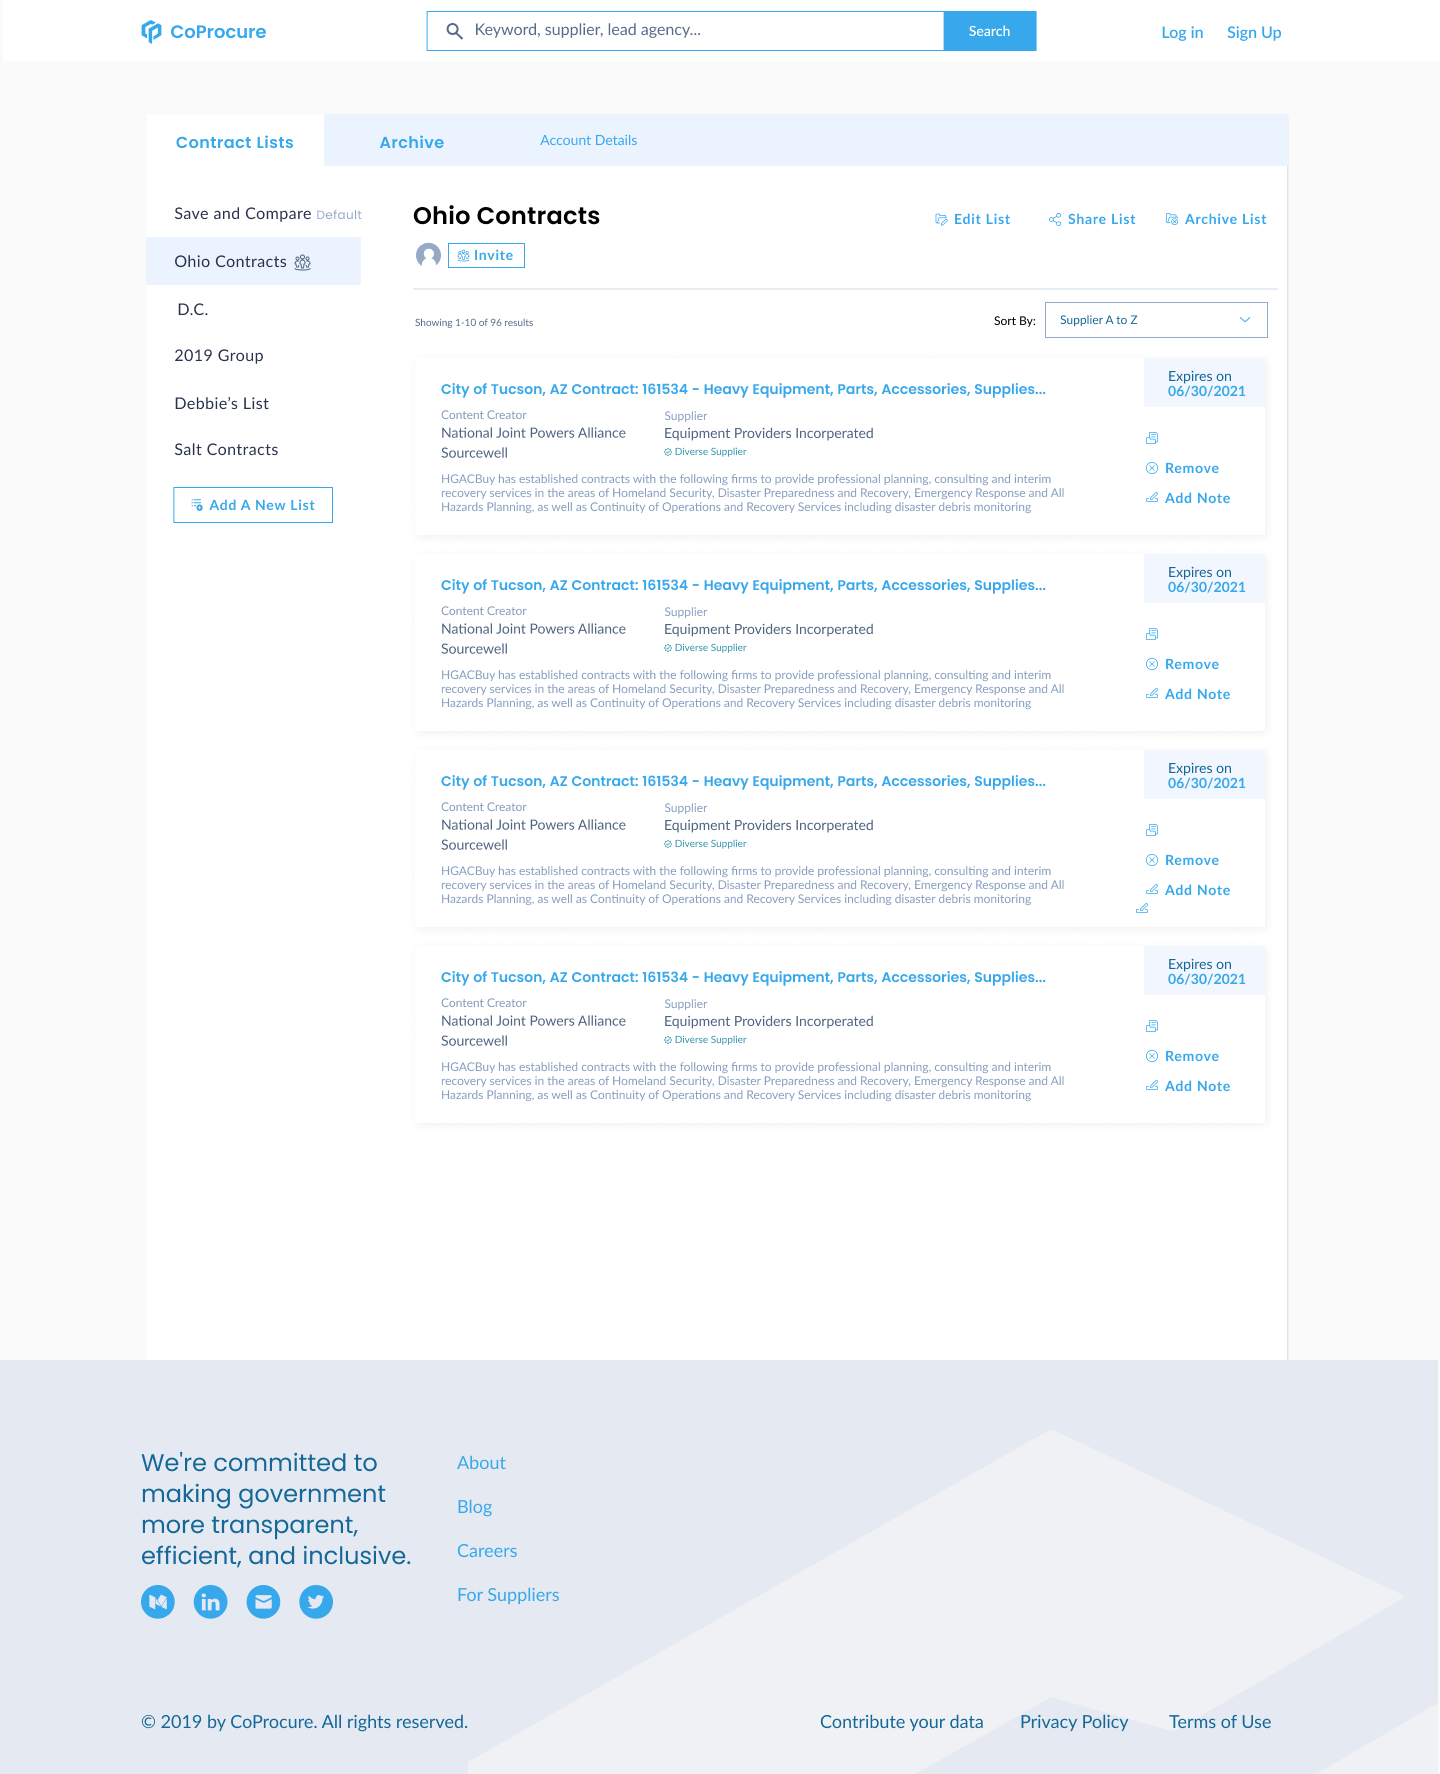 CoProcure
Keyword, supplier, lead agency...
Search
Log in
Sign Up
Contract Lists
Archive
Account Details
Save and Compare Default
Ohio Contracts
D.C.
2019 Group
Debbie's List
Salt Contracts
Add A New List
Ohio Contracts
Edit List
Share List
Archive List
Invite
Showing 1-10 of 96 results
Sort By:
Supplier A to Z
City of Tucson, AZ Contract: 161534 - Heavy Equipment, Parts, Accessories, Supplies...
Expires on
06/30/2021
Content Creator
National Joint Powers Alliance
Sourcewell
Supplier
Equipment Providers Incorporated
Diverse Supplier
HGACBuy has established contracts with the following firms to provide professional planning, consulting and interim
recovery services in the areas of Homeland Security, Disaster Preparedness and Recovery, Emergency Response and All
Hazards Planning, as well as Continuity of Operations and Recovery Services including disaster debris monitoring
Remove
Add Note
City of Tucson, AZ Contract: 161534 - Heavy Equipment, Parts, Accessories, Supplies...
Expires on
06/30/2021
Content Creator
National Joint Powers Alliance
Sourcewell
Supplier
Equipment Providers Incorporated
Diverse Supplier
HGACBuy has established contracts with the following firms to provide professional planning, consulting and interim
recovery services in the areas of Homeland Security, Disaster Preparedness and Recovery, Emergency Response and All
Hazards Planning, as well as Continuity of Operations and Recovery Services including disaster debris monitoring
Remove
Add Note
City of Tucson, AZ Contract: 161534 - Heavy Equipment, Parts, Accessories, Supplies...
Expires on
06/30/2021
Content Creator
National Joint Powers Alliance
Sourcewell
Supplier
Equipment Providers Incorporated
Diverse Supplier
HGACBuy has established contracts with the following firms to provide professional planning, consulting and interim
recovery services in the areas of Homeland Security, Disaster Preparedness and Recovery, Emergency Response and All
Hazards Planning, as well as Continuity of Operations and Recovery Services including disaster debris monitoring
Remove
Add Note
City of Tucson, AZ Contract: 161534 - Heavy Equipment, Parts, Accessories, Supplies...
Expires on
06/30/2021
Content Creator
National Joint Powers Alliance
Sourcewell
Supplier
Equipment Providers Incorporated
Diverse Supplier
HGACBuy has established contracts with the following firms to provide professional planning, consulting and interim
recovery services in the areas of Homeland Security, Disaster Preparedness and Recovery, Emergency Response and All
Hazards Planning, as well as Continuity of Operations and Recovery Services including disaster debris monitoring
Remove
Add Note
We're committed to
making government
more transparent,
efficient, and inclusive.
About
Blog
Careers
For Suppliers
© 2019 by CoProcure. All rights reserved.
Contribute your data
Privacy Policy
Terms of Use